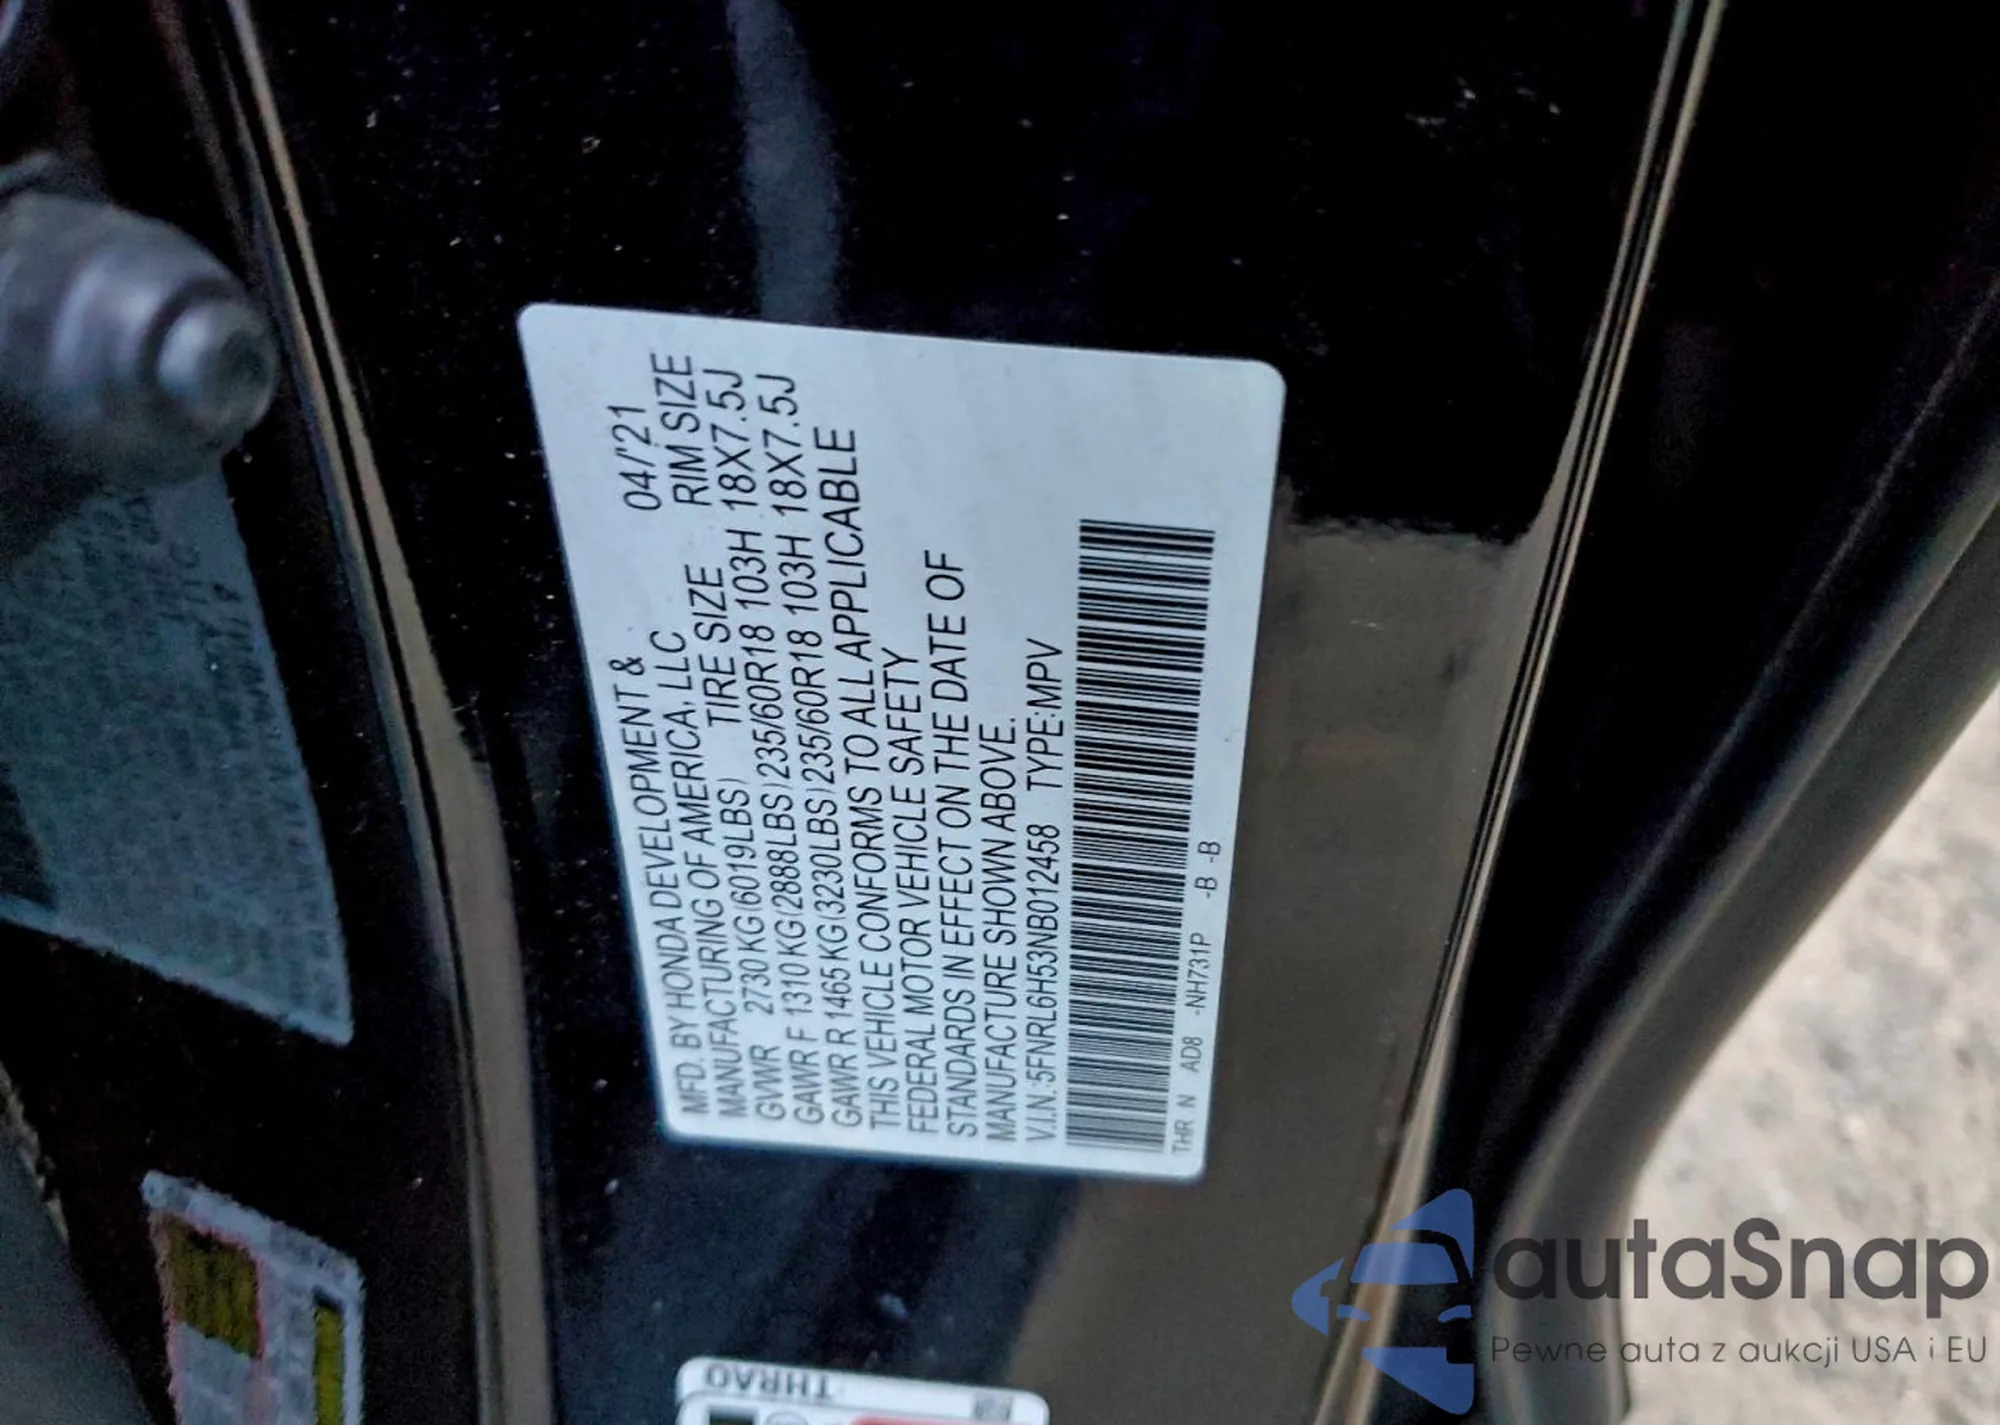 MFD. BY HONDA DEVELOPMENT & 04/'21
MANUFACTURING OF AMERICA, LLC
GVWR 2730 KG(6019LBS) TIRE SIZE RIM SIZE
GAWR F 1310 KG(2888LBS) 235/60R18 103H 18X7.5J
GAWR R 1465 KG(3230LBS) 235/60R18 103H 18X7.5J
THIS VEHICLE CONFORMS TO ALL APPLICABLE
FEDERAL MOTOR VEHICLE SAFETY
STANDARDS IN EFFECT ON THE DATE OF
MANUFACTURE SHOWN ABOVE.
V.I.N.:5FNRL6H53NB012458 TYPE:MPV
THR N AD8 -NH731P -B -B
THRAO
autaSnap
Pewne auta z aukcji USA i EU